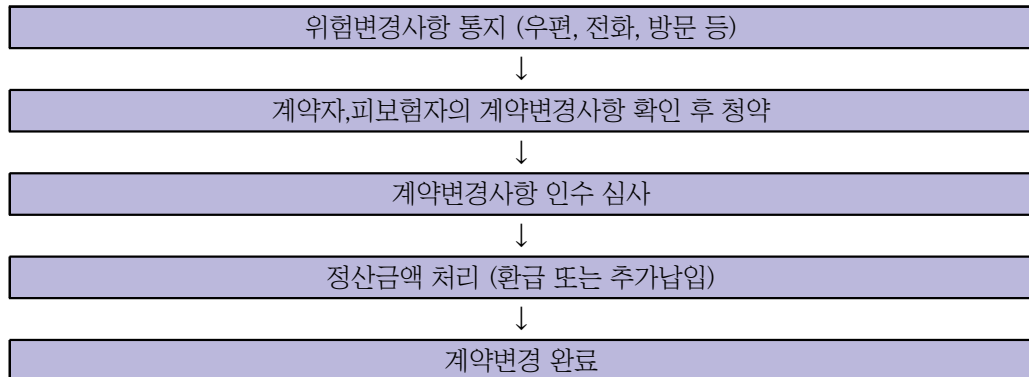 위험변경사항 통지 (우편, 전화, 방문 등)
↓
계약자,피보험자의 계약변경사항 확인 후 청약
↓
계약변경사항 인수 심사
↓
정산금액 처리 (환급 또는 추가납입)
↓
계약변경 완료